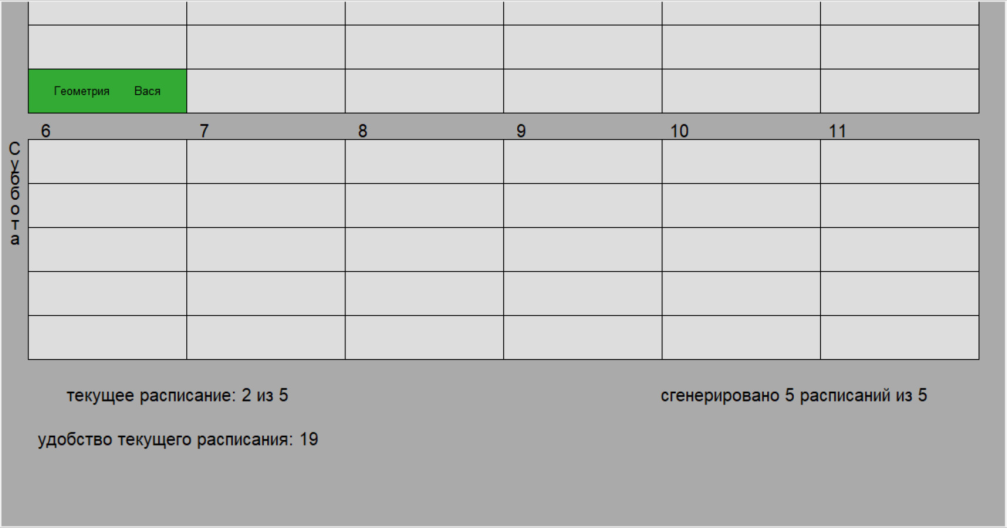 Геометрия Вася
6 7 8 9 10 11
Суббота
текущее расписание: 2 из 5 сгенерировано 5 расписаний из 5
удобство текущего расписания: 19